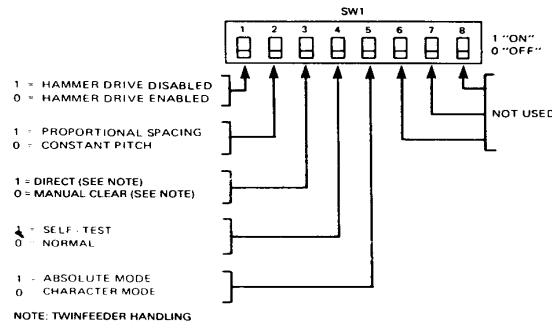 SW1
1 2 3 4 5 6 7 8
1 "ON"
0 "OFF"
1 = HAMMER DRIVE DISABLED
0 = HAMMER DRIVE ENABLED
NOT USED
1 = PROPORTIONAL SPACING
0 = CONSTANT PITCH
1 = DIRECT (SEE NOTE)
0 = MANUAL CLEAR (SEE NOTE)
1 = SELF-TEST
0 = NORMAL
1 - ABSOLUTE MODE
0 CHARACTER MODE
NOTE: TWINFEEDER HANDLING